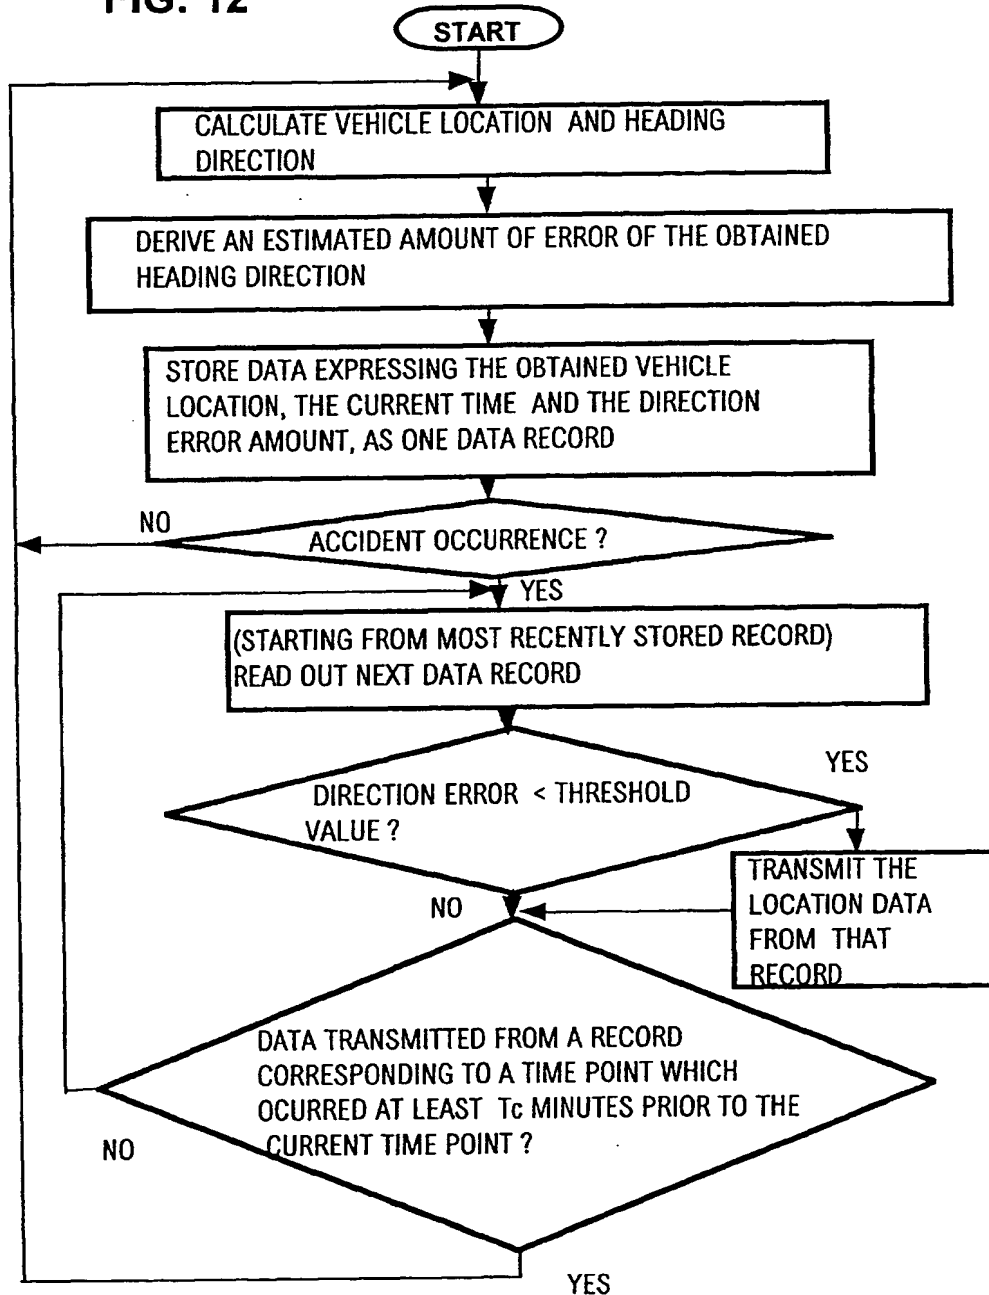 FIG. 12
START
CALCULATE VEHICLE LOCATION AND HEADING
DIRECTION
DERIVE AN ESTIMATED AMOUNT OF ERROR OF THE OBTAINED
HEADING DIRECTION
STORE DATA EXPRESSING THE OBTAINED VEHICLE
LOCATION, THE CURRENT TIME AND THE DIRECTION
ERROR AMOUNT, AS ONE DATA RECORD
NO
ACCIDENT OCCURRENCE ?
YES
(STARTING FROM MOST RECENTLY STORED RECORD)
READ OUT NEXT DATA RECORD
YES
DIRECTION ERROR < THRESHOLD
VALUE ?
TRANSMIT THE
LOCATION DATA
FROM THAT
RECORD
NO
DATA TRANSMITTED FROM A RECORD
CORRESPONDING TO A TIME POINT WHICH
OCURRED AT LEAST Tc MINUTES PRIOR TO THE
CURRENT TIME POINT ?
NO
YES